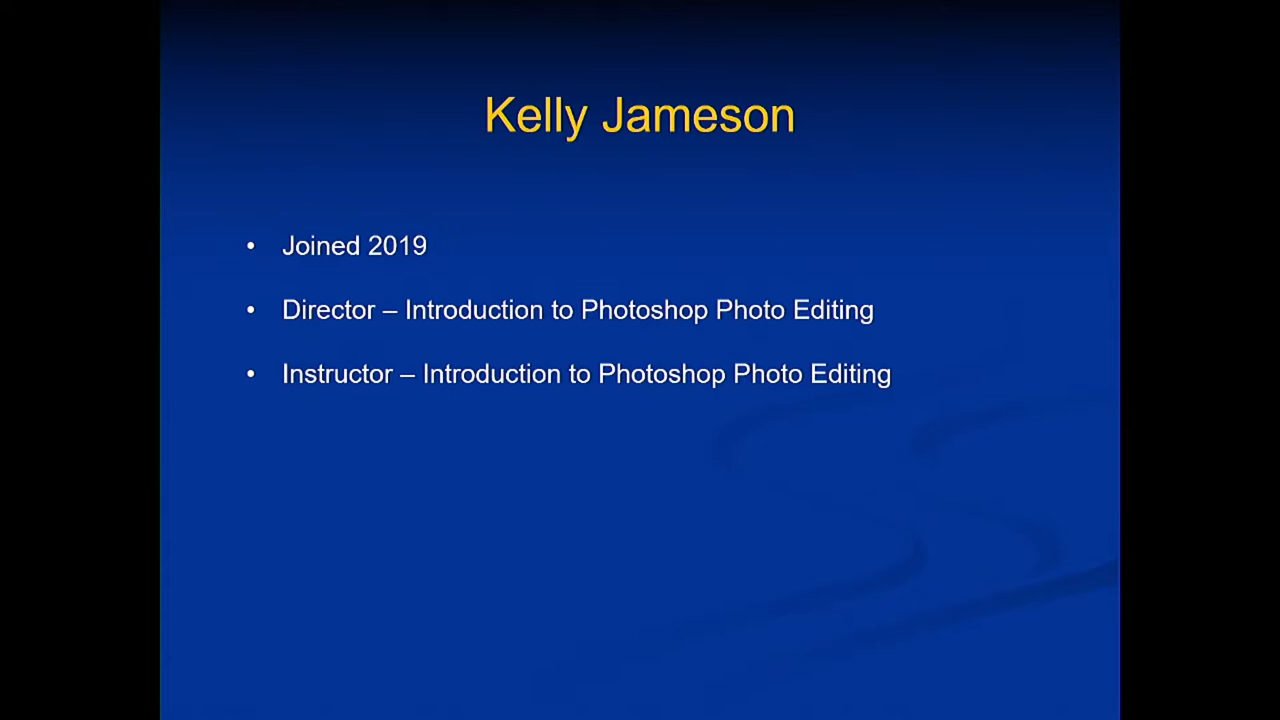 Kelly Jameson
• Joined 2019
• Director – Introduction to Photoshop Photo Editing
• Instructor – Introduction to Photoshop Photo Editing